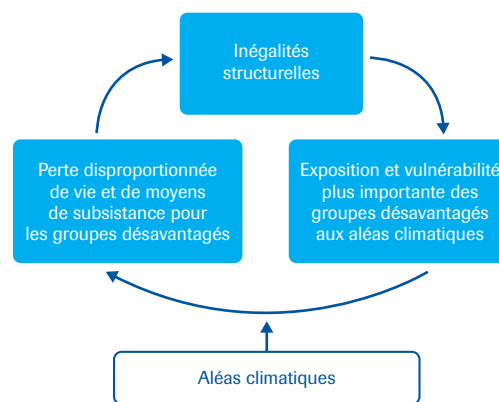 Inégalités
structurelles
Perte disproportionnée
de vie et de moyens
de subsistance pour
les groupes désavantagés
Exposition et vulnérabilité
plus importante des
groupes désavantagés
aux aléas climatiques
Aléas climatiques